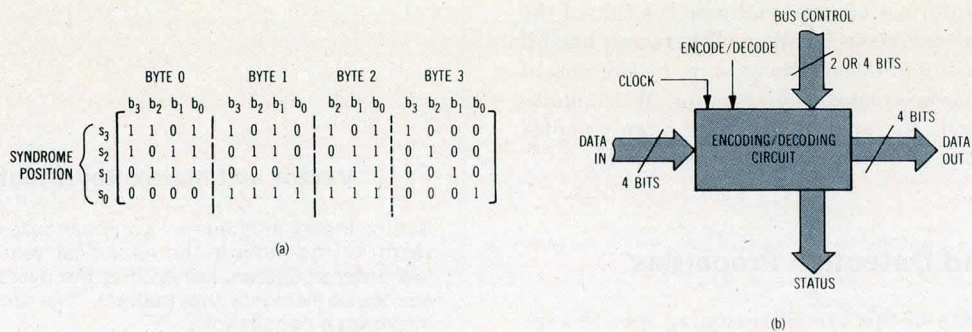 BYTE 0 BYTE 1 BYTE 2 BYTE 3
b3 b2 b1 b0 b3 b2 b1 b0 b2 b1 b0 b3 b2 b1 b0
SYNDROME POSITION
s3 1 1 0 1 1 0 1 0 1 0 1 1 0 0 0
s2 1 0 1 1 1 1 0 0 1 1 0 0 1 0 0
s1 0 1 1 1 1 1 1 1 0 0 0 0 0 1 0
s0 0 0 0 0 1 1 1 1 1 1 1 0 0 0 1
(a)
BUS CONTROL
ENCODE/DECODE
CLOCK
2 OR 4 BITS
DATA IN
4 BITS
ENCODING/DECODING
CIRCUIT
4 BITS
DATA OUT
STATUS
(b)